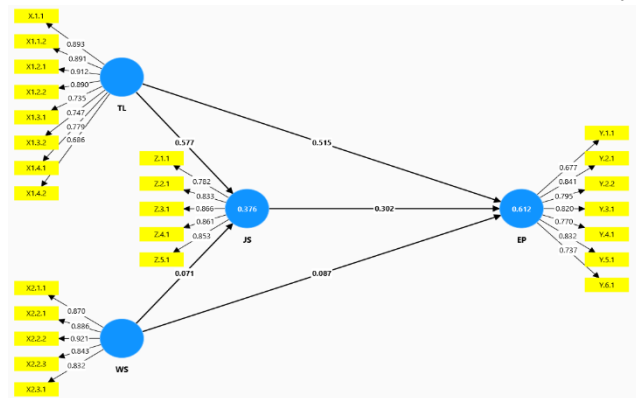 X.1.1
X1.1.2
X1.2.1
X1.2.2
X1.3.1
X1.3.2
X1.4.1
X1.4.2
0.893
0.891
0.912
0.890
0.735
0.747
0.779
0.686
TL
0.577
0.515
Z.1.1
Z.2.1
Z.3.1
Z.4.1
Z.5.1
0.782
0.833
0.866
0.861
0.853
0.376
JS
0.302
0.071
0.087
X2.1.1
X2.2.1
X2.2.2
X2.2.3
X2.3.1
0.870
0.886
0.921
0.843
0.832
WS
0.612
EP
0.677
0.841
0.795
0.820
0.770
0.832
0.737
Y.1.1
Y.2.1
Y.2.2
Y.3.1
Y.4.1
Y.5.1
Y.6.1